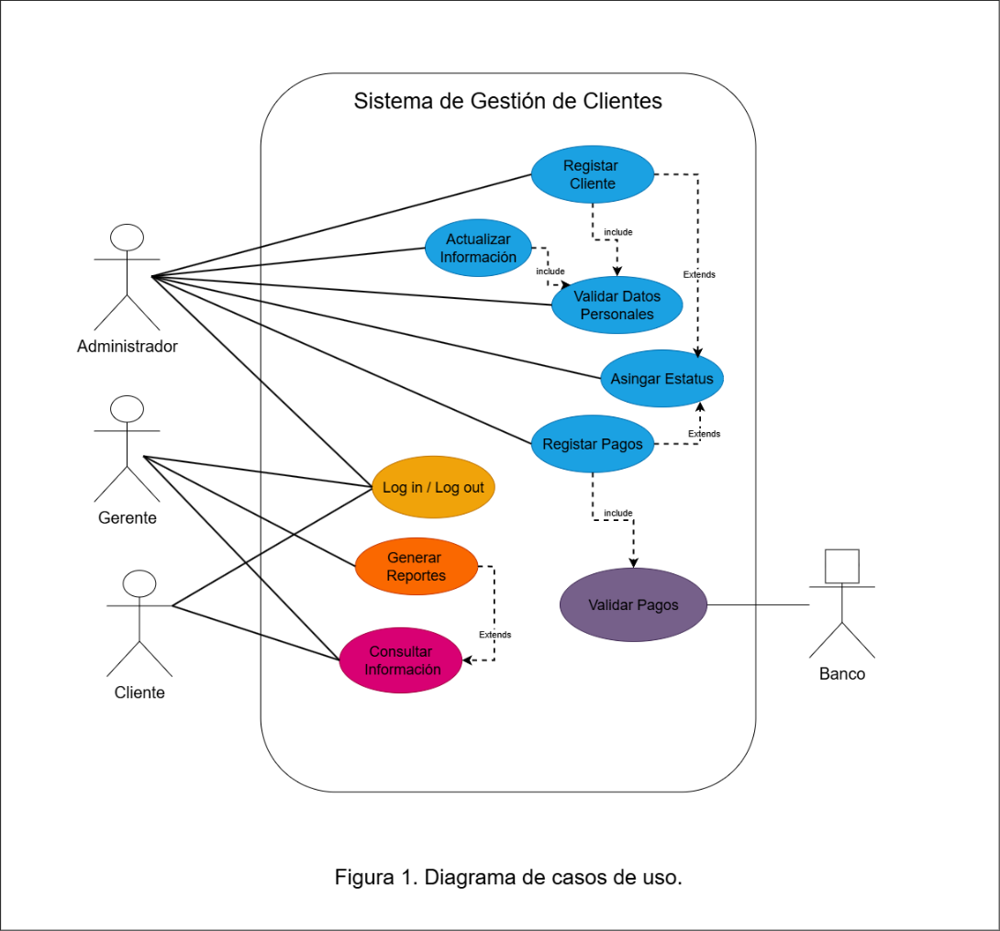 Sistema de Gestión de Clientes
Registar
Cliente
Actualizar
Información
include
include
Extends
Validar Datos
Personales
Administrador
Asingar Estatus
Extends
Registar Pagos
Gerente
Log in / Log out
include
Generar
Reportes
Validar Pagos
Extends
Consultar
Información
Cliente
Banco
Figura 1. Diagrama de casos de uso.